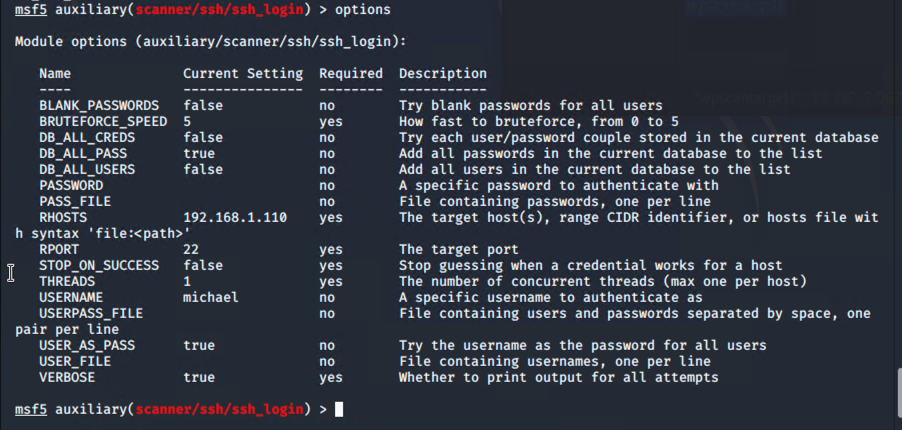 msf5 auxiliary(scanner/ssh/ssh_login) > options
Module options (auxiliary/scanner/ssh/ssh_login):
Name Current Setting Required Description
---- --------------- -------- -----------
BLANK_PASSWORDS false no Try blank passwords for all users
BRUTEFORCE_SPEED 5 yes How fast to bruteforce, from 0 to 5
DB_ALL_CREDS false no Try each user/password couple stored in the current database
DB_ALL_PASS true no Add all passwords in the current database to the list
DB_ALL_USERS false no Add all users in the current database to the list
PASSWORD no A specific password to authenticate with
PASS_FILE no File containing passwords, one per line
RHOSTS 192.168.1.110 yes The target host(s), range CIDR identifier, or hosts file wit
h syntax 'file:<path>'
RPORT 22 yes The target port
STOP_ON_SUCCESS false yes Stop guessing when a credential works for a host
THREADS 1 yes The number of concurrent threads (max one per host)
USERNAME michael no A specific username to authenticate as
USERPASS_FILE no File containing users and passwords separated by space, one
pair per line
USER_AS_PASS true no Try the username as the password for all users
USER_FILE no File containing usernames, one per line
VERBOSE true yes Whether to print output for all attempts
msf5 auxiliary(scanner/ssh/ssh_login) >